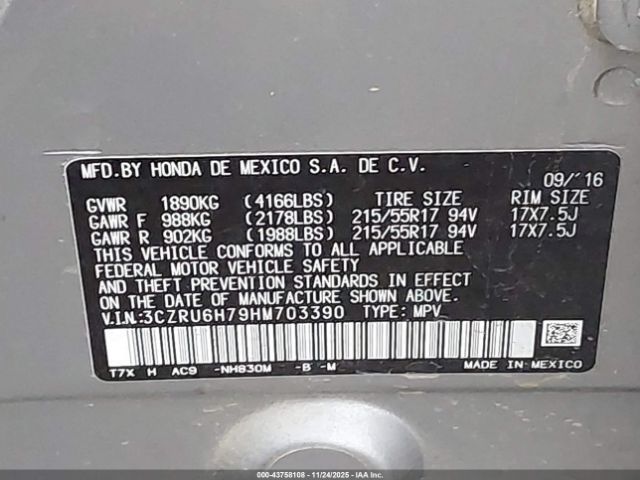 MFD.BY HONDA DE MEXICO S.A. DE C.V. 09/'16
GVWR 1890KG (4166LBS) TIRE SIZE RIM SIZE
GAWR F 988KG (2178LBS) 215/55R17 94V 17X7.5J
GAWR R 902KG (1988LBS) 215/55R17 94V 17X7.5J
THIS VEHICLE CONFORMS TO ALL APPLICABLE
FEDERAL MOTOR VEHICLE SAFETY
AND THEFT PREVENTION STANDARDS IN EFFECT
ON THE DATE OF MANUFACTURE SHOWN ABOVE.
V.I.N:3CZRU6H79HM703390 TYPE: MPV
T7X H AC9 -NH830M -B -M MADE IN MEXICO
000-43758108 - 11/24/2025 - IAAI.COM